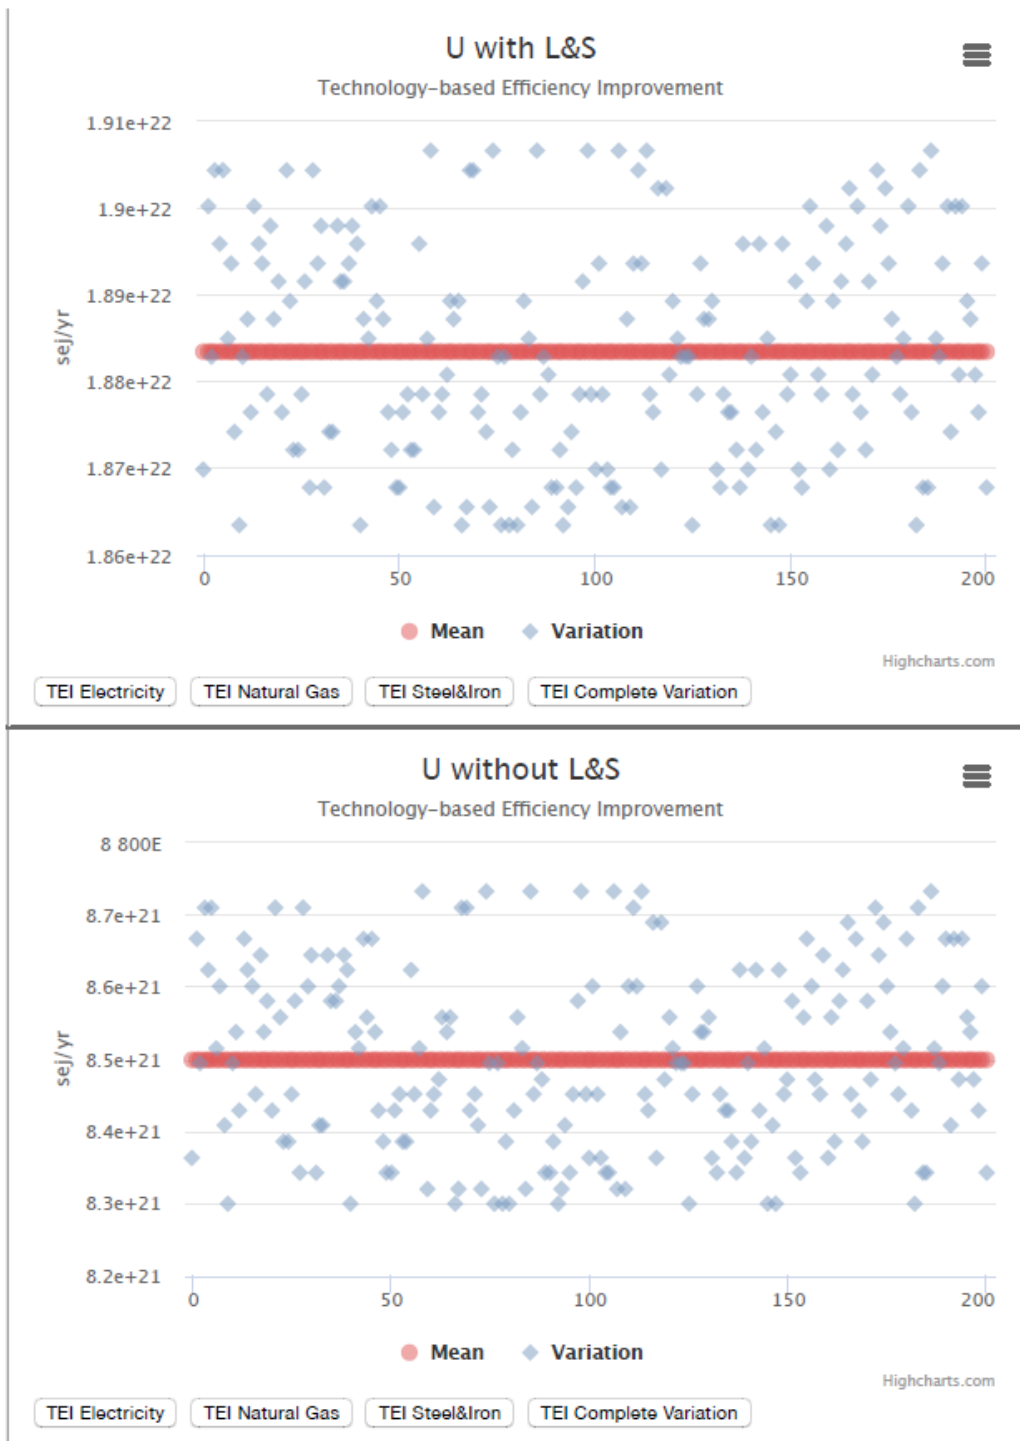 U with L&S
Technology-based Efficiency Improvement
1.91e+22
1.9e+22
1.89e+22
1.88e+22
1.87e+22
1.86e+22
sej/yr
0 50 100 150 200
Mean Variation
Highcharts.com
TEI Electricity TEI Natural Gas TEI Steel&Iron TEI Complete Variation
U without L&S
Technology-based Efficiency Improvement
8 800E
8.7e+21
8.6e+21
8.5e+21
8.4e+21
8.3e+21
8.2e+21
sej/yr
0 50 100 150 200
Mean Variation
Highcharts.com
TEI Electricity TEI Natural Gas TEI Steel&Iron TEI Complete Variation